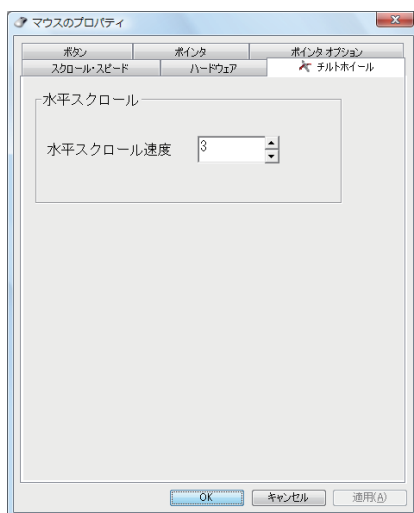 マウスのプロパティ
ボタン ポインタ ポインタ オプション
スクロール・スピード ハードウェア チルトホイール
水平スクロール
水平スクロール速度 3
OK キャンセル 適用(A)